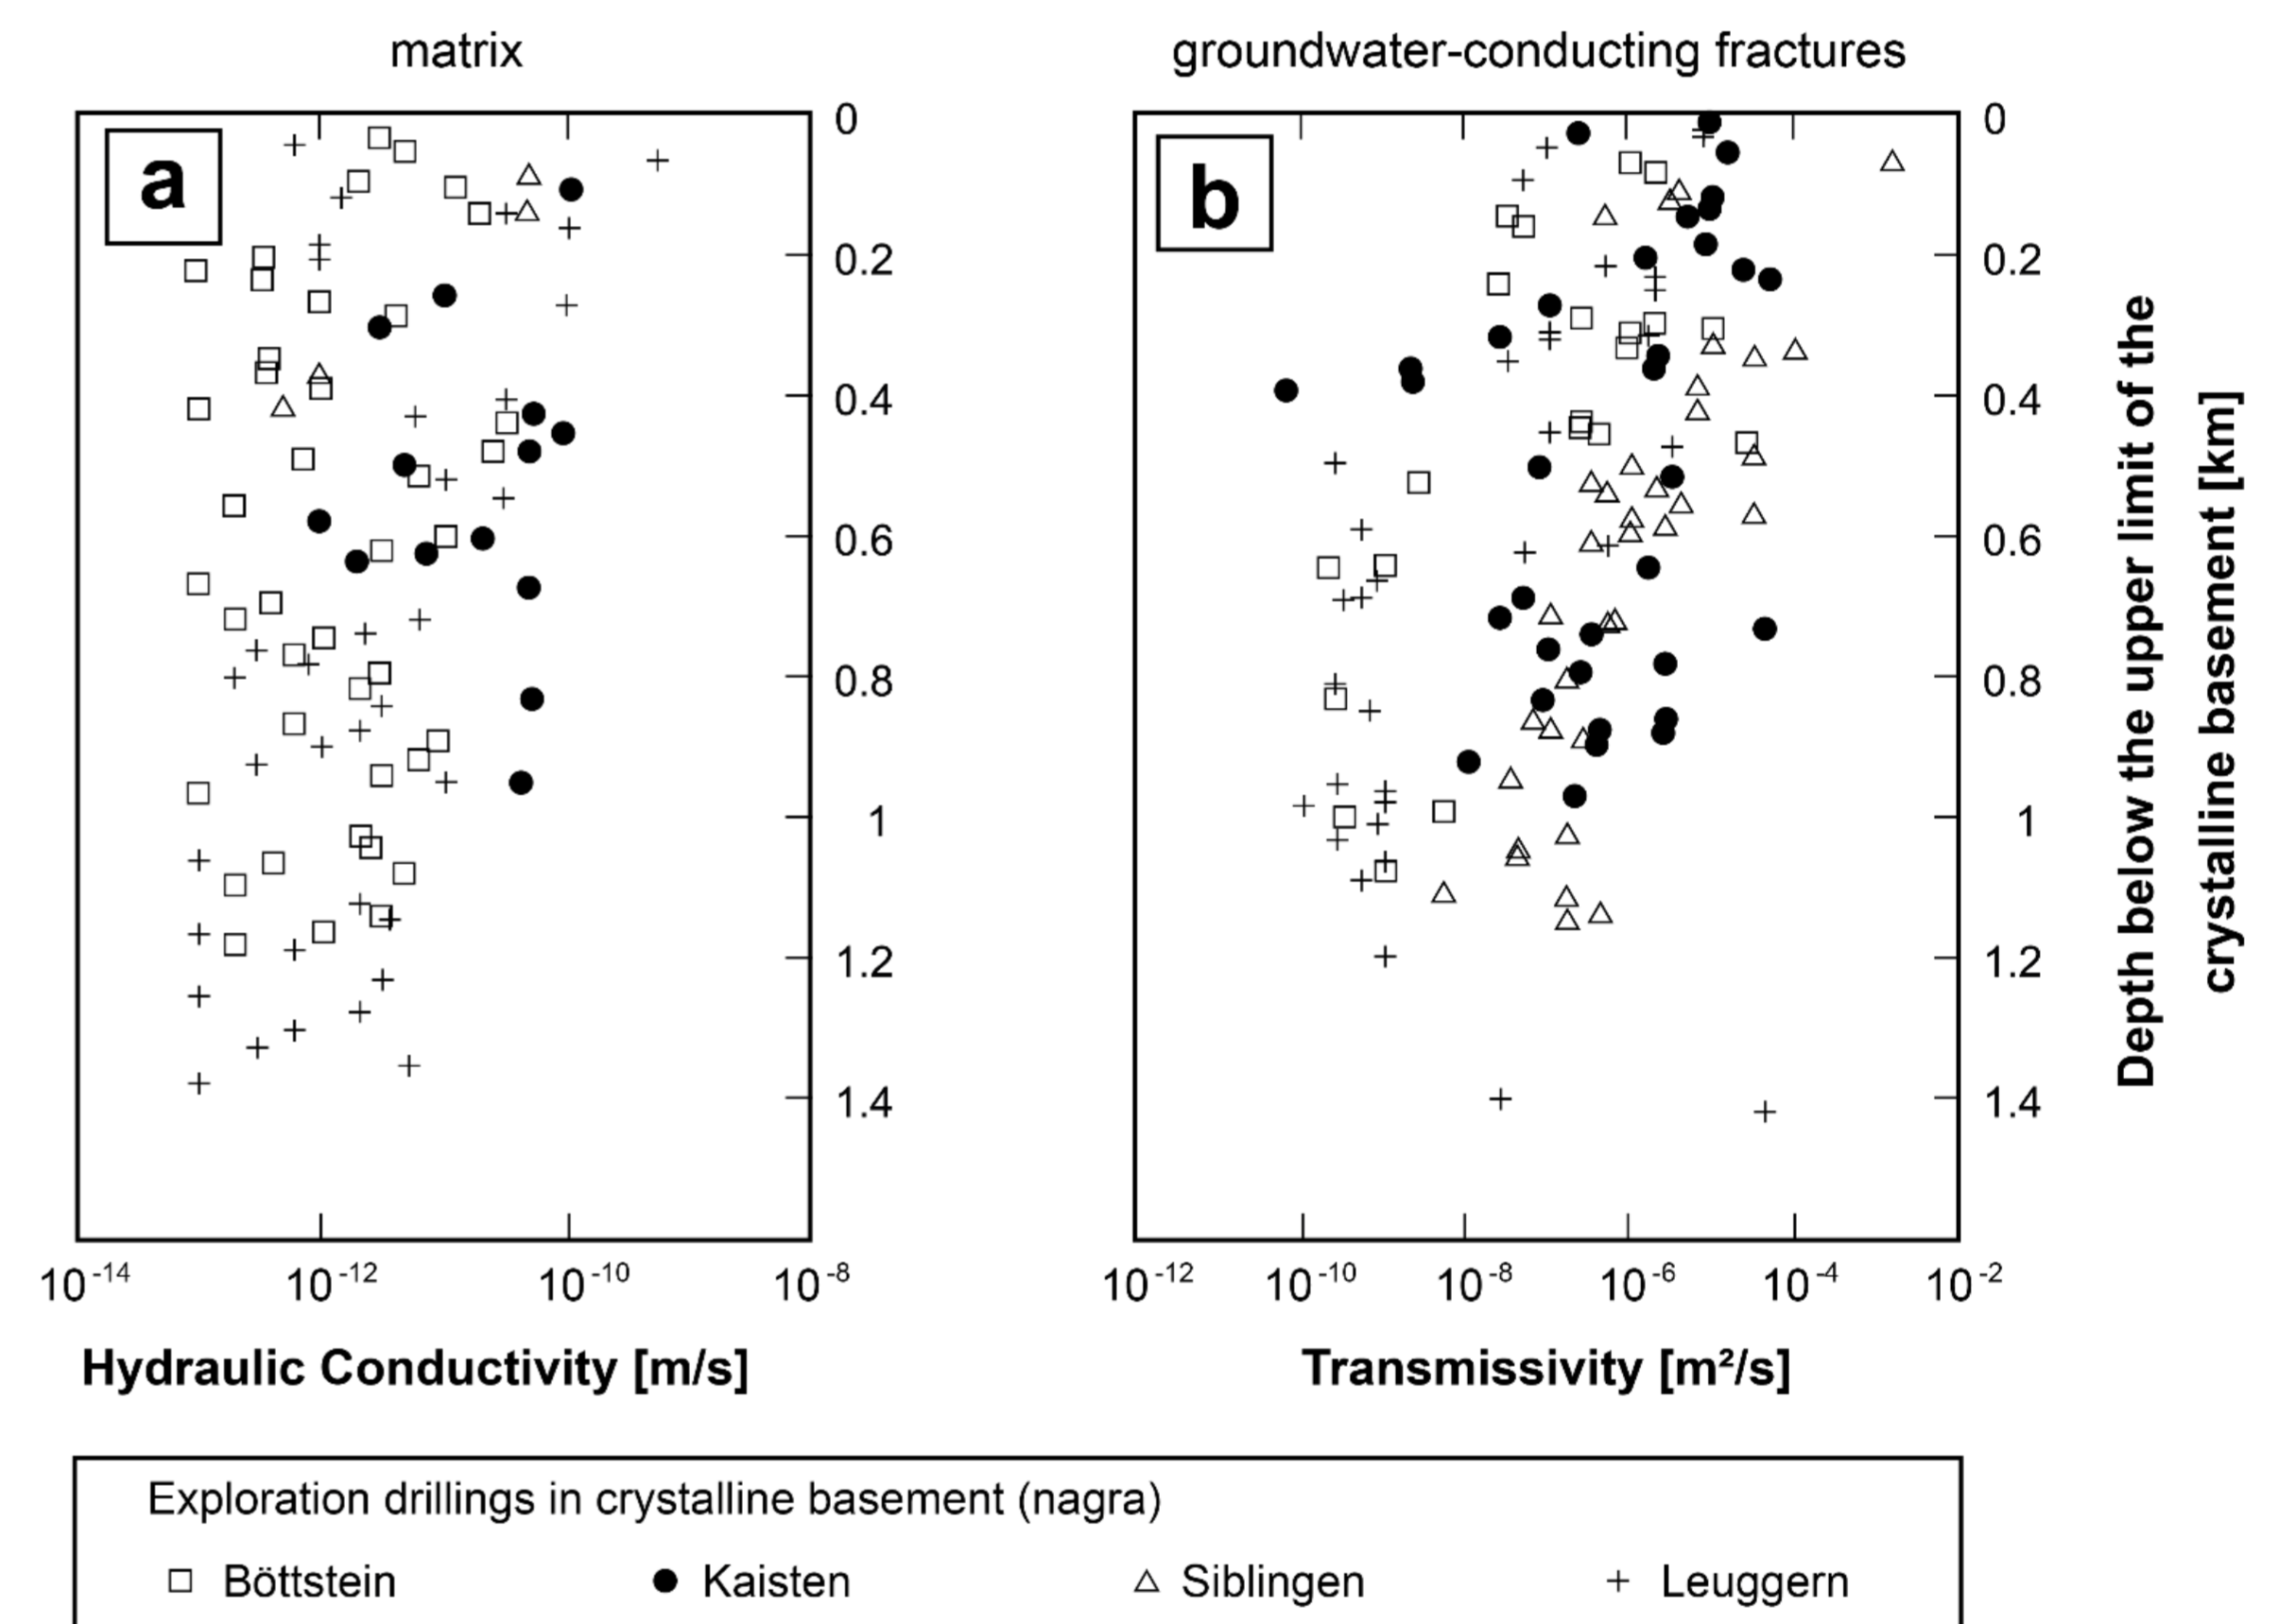 matrix
groundwater-conducting fractures
a
0
0.2
0.4
0.6
0.8
1
1.2
1.4
b
0
0.2
0.4
0.6
0.8
1
1.2
1.4
Depth below the upper limit of the
crystalline basement [km]
10⁻¹⁴ 10⁻¹² 10⁻¹⁰ 10⁻⁸
10⁻¹² 10⁻¹⁰ 10⁻⁸ 10⁻⁶ 10⁻⁴ 10⁻²
Hydraulic Conductivity [m/s]
Transmissivity [m²/s]
Exploration drillings in crystalline basement (nagra)
Böttstein Kaisten Siblingen Leuggern